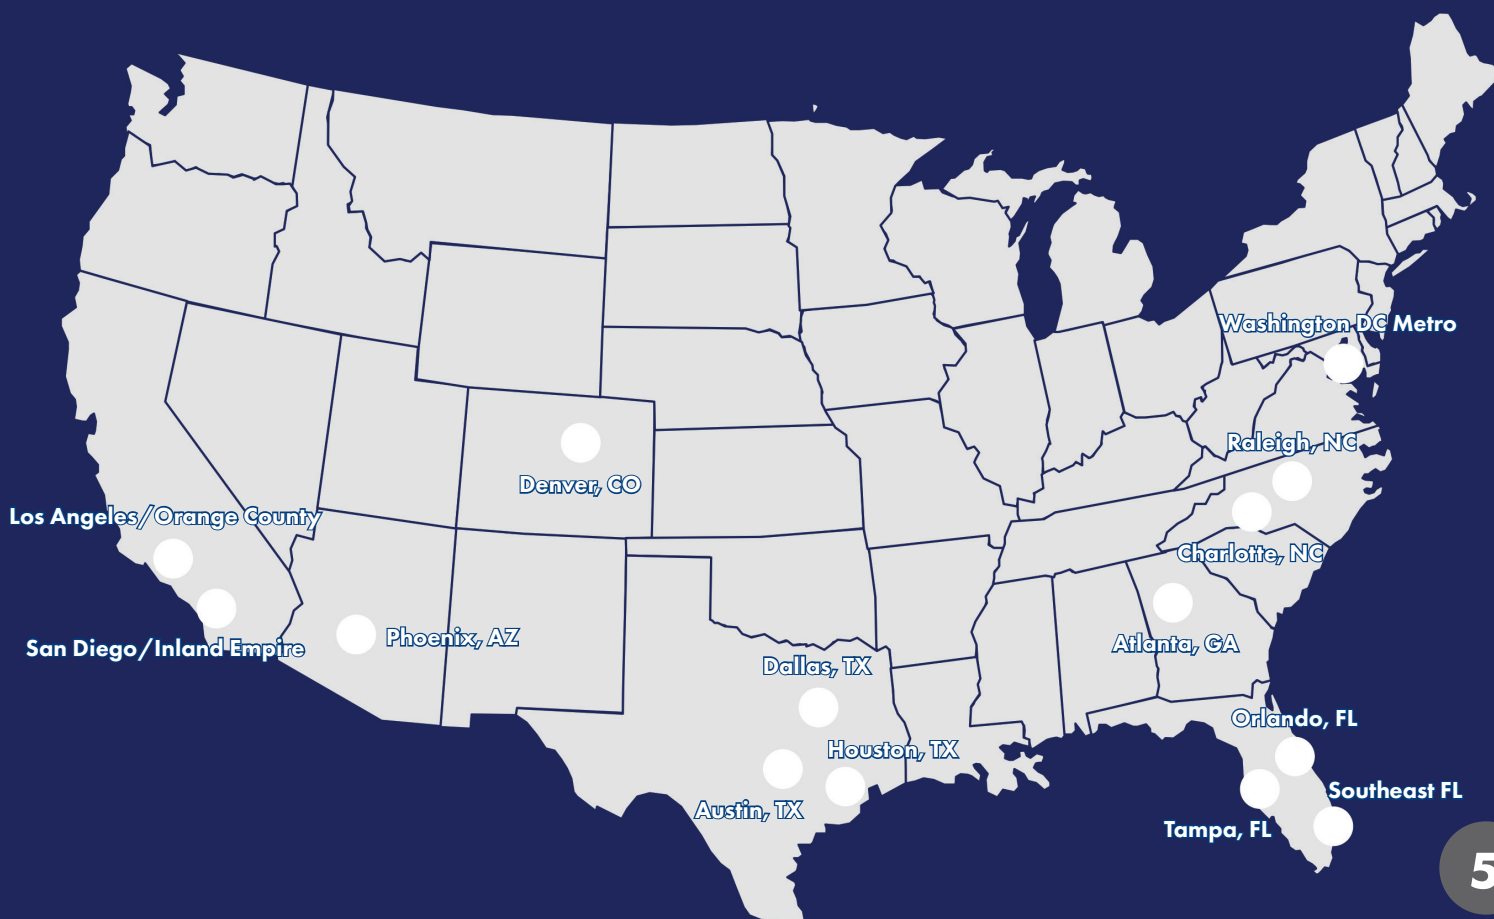 Washington DC Metro
Raleigh, NC
Denver, CO
Los Angeles/Orange County
Charlotte, NC
Phoenix, AZ
Atlanta, GA
San Diego/Inland Empire
Dallas, TX
Orlando, FL
Houston, TX
Southeast FL
Austin, TX
Tampa, FL
5